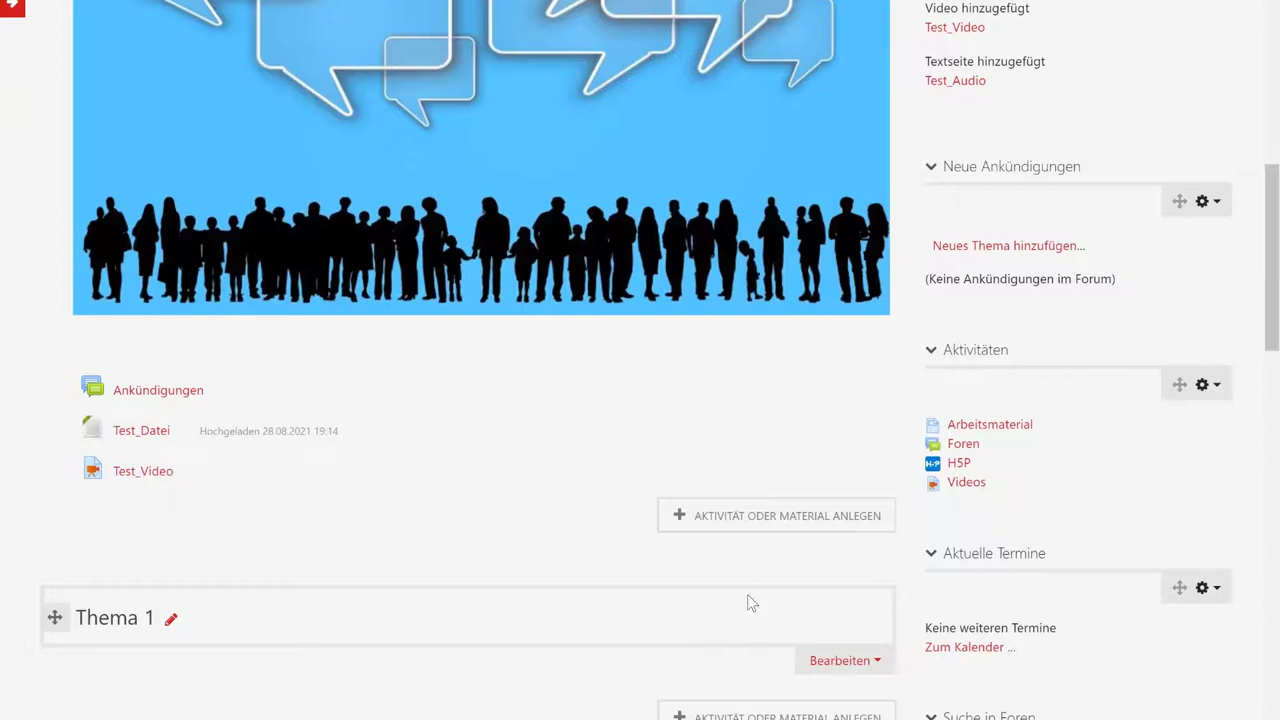 Video hinzugefügt
Test_Video
Textseite hinzugefügt
Test_Audio
Neue Ankündigungen
Neues Thema hinzufügen...
(Keine Ankündigungen im Forum)
Aktivitäten
Arbeitsmaterial
Foren
H5P
H5P
Videos
Aktuelle Termine
Keine weiteren Termine
Zum Kalender ...
Suche in Foren
Ankündigungen
Test_Datei Hochgeladen 28.08.2021 19:14
Test_Video
AKTIVITÄT ODER MATERIAL ANLEGEN
Thema 1
Bearbeiten
AKTIVITÄT ODER MATERIAL ANLEGEN